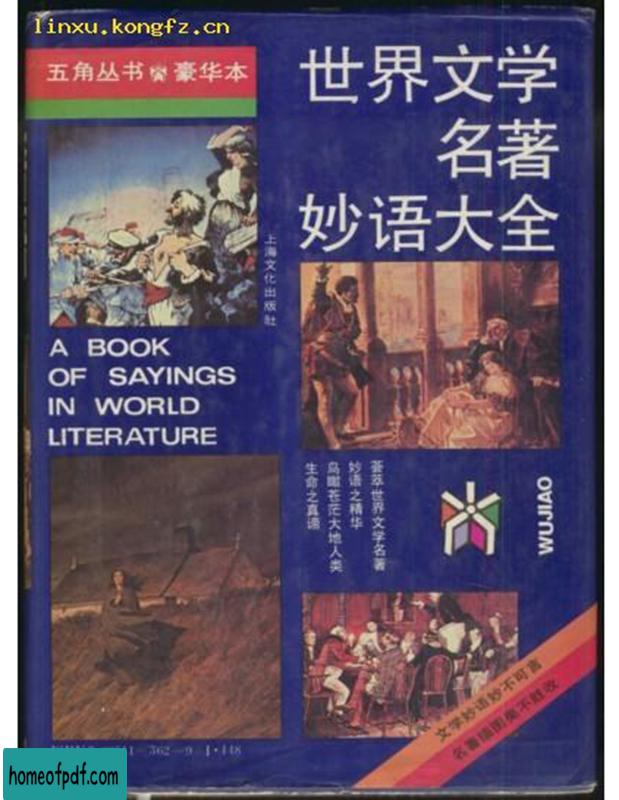 linxu.kongfz.cn
五角丛书 豪华本
世界文学
名著
妙语大全
上海文化出版社
A BOOK
OF SAYINGS
IN WORLD
LITERATURE
荟萃世界文学名著
妙语之精华
鸟瞰苍茫大地人类
生命之真谛
WUJIAO
文学妙语妙不可言
名著插图美不胜收
362-9 I·148
homeofpdf.com